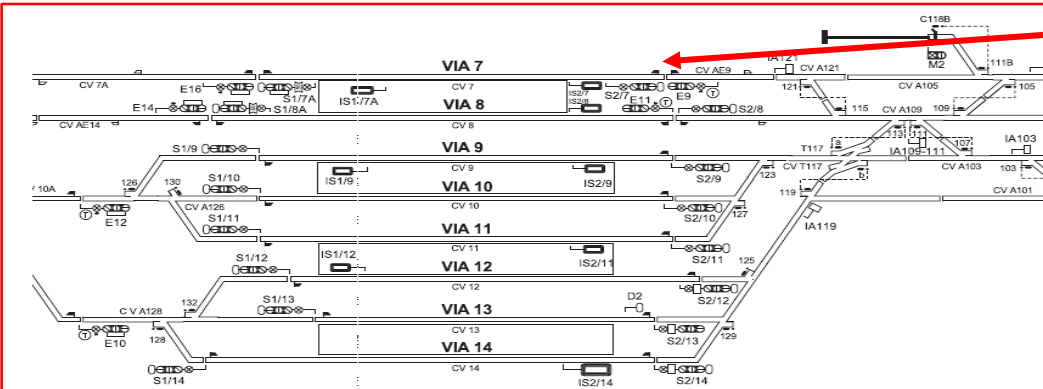 C118B
M2
111B
VIA 7
IA121
CV 7A
CV 7
CV AE9
CV A121
CV A105
E16
S1/7A
IS1/7A
IS2/7
S2/7
E9
T
121
105
E14
S1/8A
VIA 8
IS2/8
E11
T
S2/8
115
109
CV AE14
CV 8
CV A109
113
111
IA103
S1/9
VIA 9
T117
a
IA109-111
107
126
130
CV 9
CV T117
CV A103
103
S1/10
IS1/9
IS2/9
S2/9
123
b
VIA 10
119
10A
CV A126
CV 10
CV A101
T
E12
S1/11
S2/10
127
IA119
VIA 11
CV 11
S1/12
IS1/12
IS2/11
S2/11
VIA 12
125
CV 12
S1/13
D2
S2/12
132
C V A128
VIA 13
T
E10
128
CV 13
S2/13
129
VIA 14
S1/14
CV 14
IS2/14
S2/14